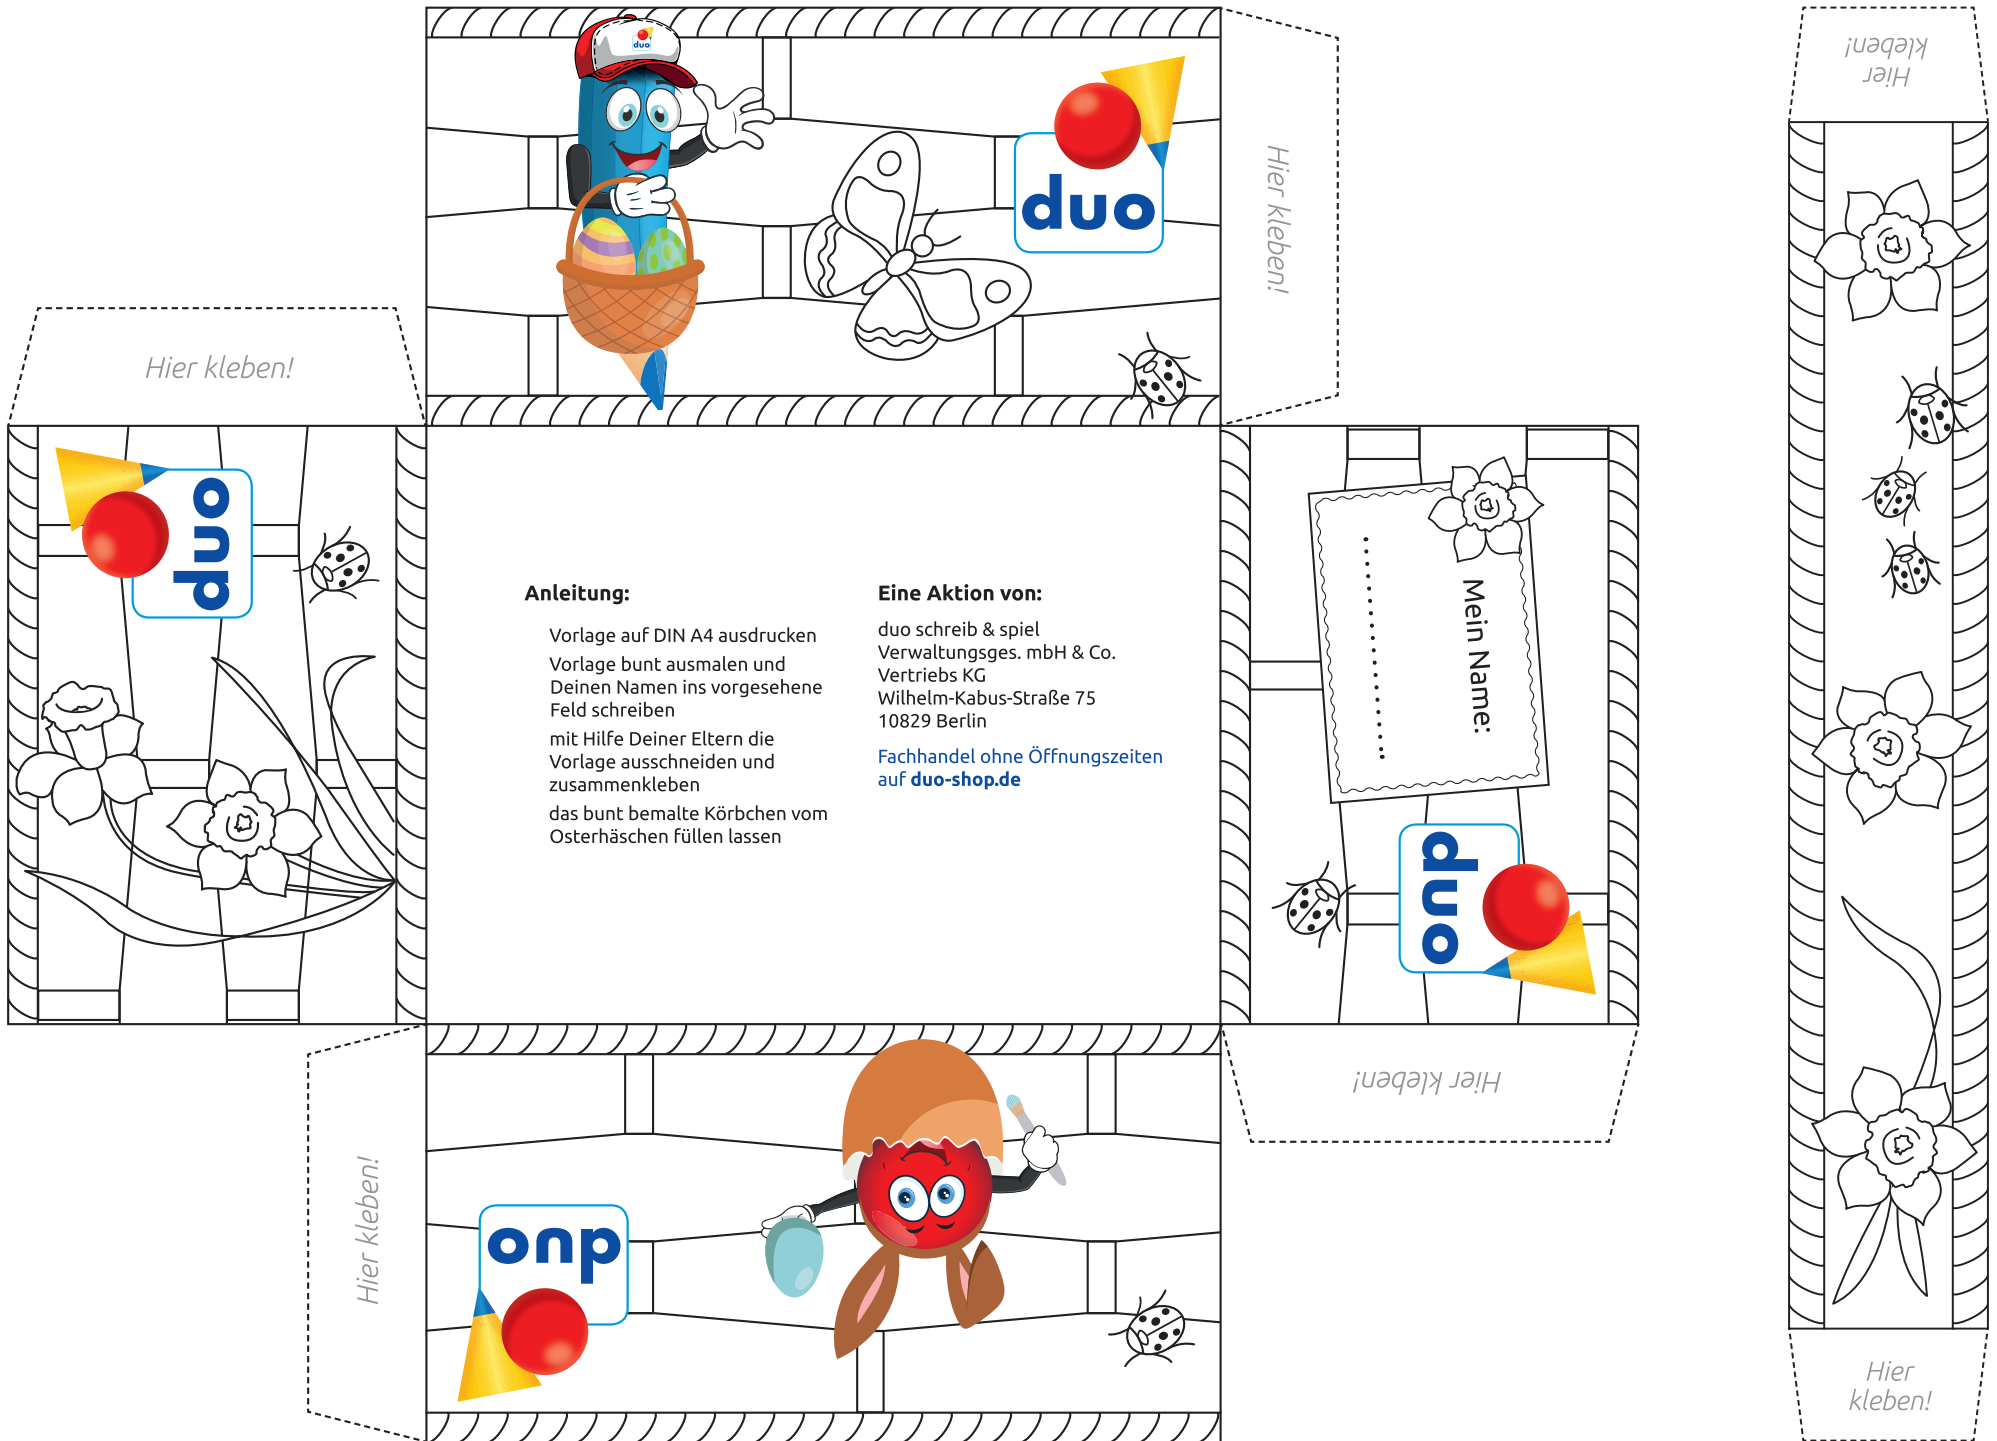 duo
duo
Hier kleben!
Hier
kleben!
Hier kleben!
duo
Anleitung:
Vorlage auf DIN A4 ausdrucken
Vorlage bunt ausmalen und
Deinen Namen ins vorgesehene
Feld schreiben
mit Hilfe Deiner Eltern die
Vorlage ausschneiden und
zusammenkleben
das bunt bemalte Körbchen vom
Osterhäschen füllen lassen
Eine Aktion von:
duo schreib & spiel
Verwaltungsges. mbH & Co.
Vertriebs KG
Wilhelm-Kabus-Straße 75
10829 Berlin
Fachhandel ohne Öffnungszeiten
auf duo-shop.de
Mein Name:
duo
Hier kleben!
Hier kleben!
duo
Hier
kleben!